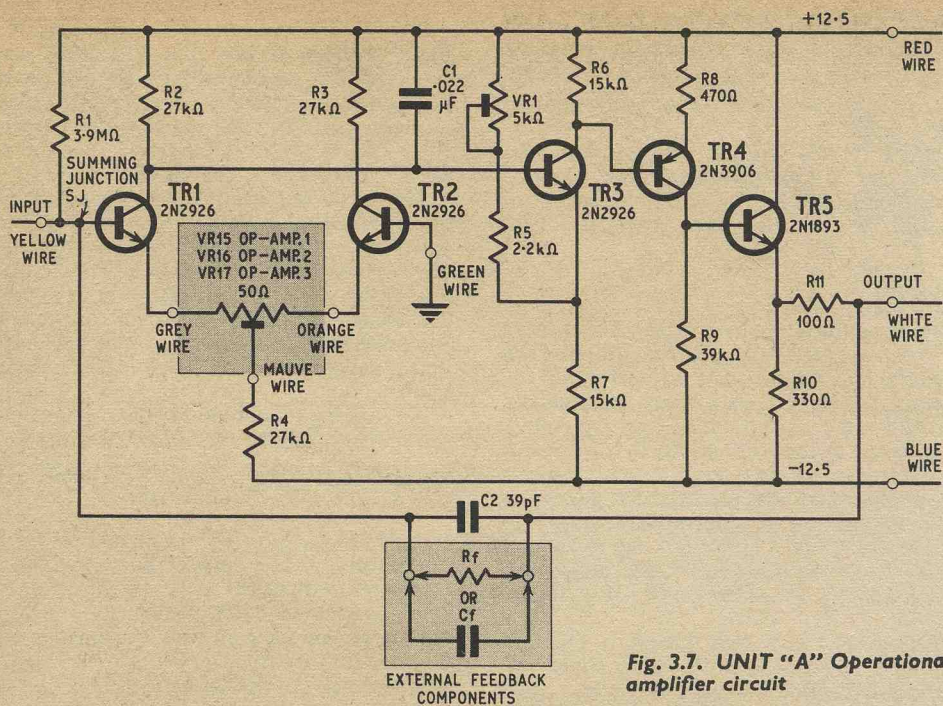 +12·5
RED
WIRE
R1
3·9MΩ
R2
27kΩ
R3
27kΩ
C1
·022
µF
VR1
5kΩ
R6
15kΩ
R8
470Ω
SUMMING
JUNCTION
SJ
INPUT
YELLOW
WIRE
TR1
2N2926
TR2
2N2926
TR3
2N2926
TR4
2N3906
TR5
2N1893
VR15 OP-AMP.1
VR16 OP-AMP.2
VR17 OP-AMP.3
50Ω
GREY
WIRE
ORANGE
WIRE
MAUVE
WIRE
GREEN
WIRE
R5
2·2kΩ
R11
100Ω
OUTPUT
WHITE
WIRE
R4
27kΩ
R7
15kΩ
R9
39kΩ
R10
330Ω
-12·5
BLUE
WIRE
C2 39pF
Rf
OR
Cf
EXTERNAL FEEDBACK
COMPONENTS
Fig. 3.7. UNIT “A” Operationa
amplifier circuit